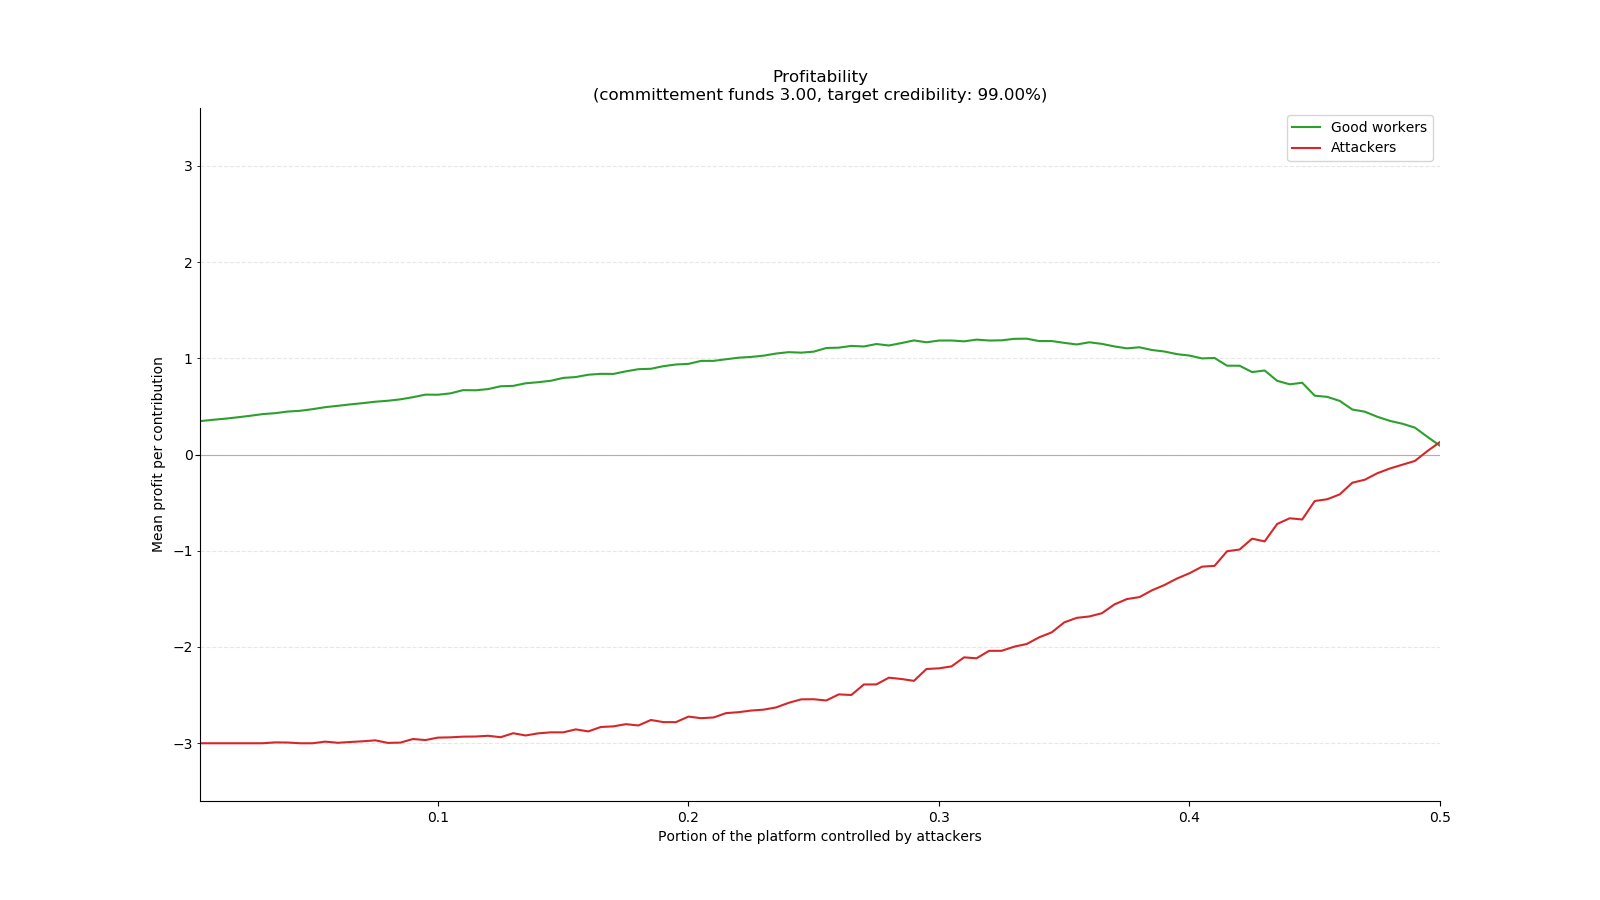 Profitability
(committement funds 3.00, target credibility: 99.00%)
Good workers
Attackers
3
2
1
0
−1
−2
−3
Mean profit per contribution
0.1
0.2
0.3
0.4
0.5
Portion of the platform controlled by attackers